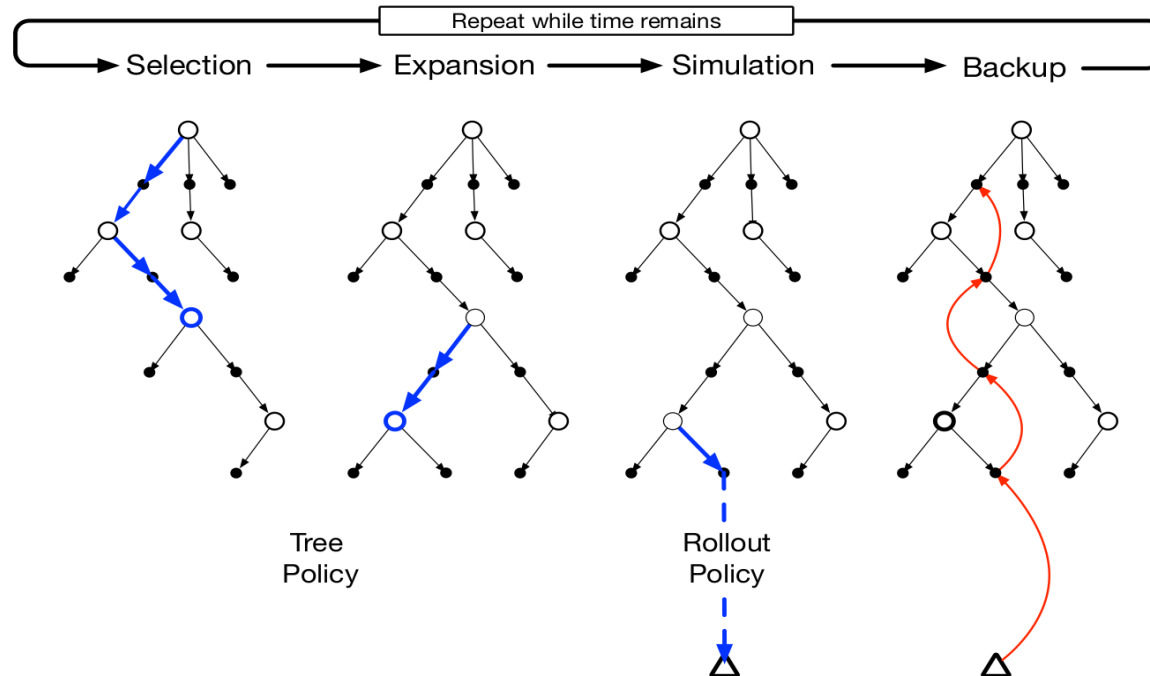 Repeat while time remains
Selection
Expansion
Simulation
Backup
Tree
Policy
Rollout
Policy